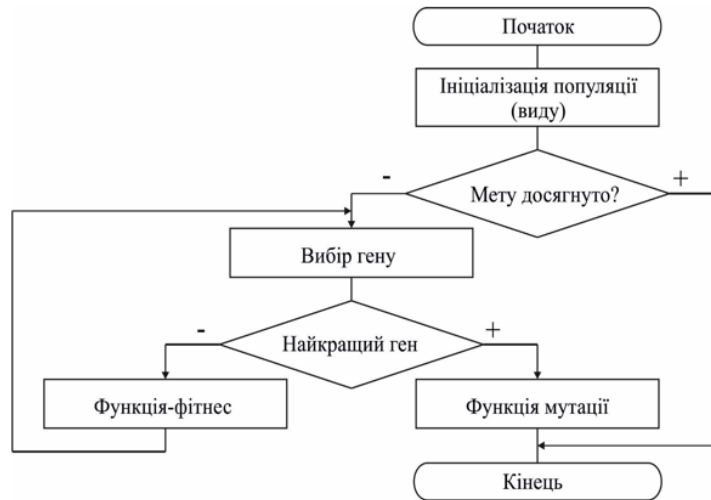 Початок
Ініціалізація популяції
(виду)
-
Мету досягнуто?
+
Вибір гену
-
Найкращий ген
+
Функція-фітнес
Функція мутації
Кінець